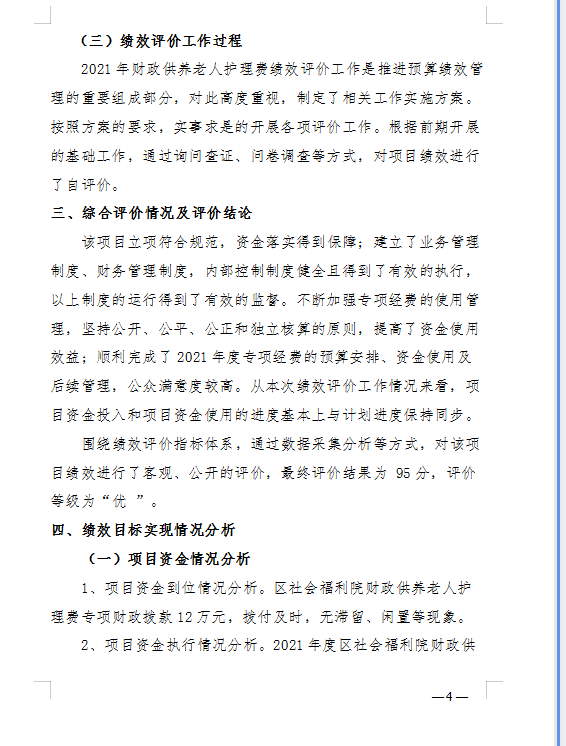 （三）绩效评价工作过程
2021年财政供养老人护理费绩效评价工作是推进预算绩效管
理的重要组成部分，对此高度重视，制定了相关工作实施方案。
按照方案的要求，实事求是的开展各项评价工作。根据前期开展
的基础工作，通过询问查证、问卷调查等方式，对项目绩效进行
了自评价。
三、综合评价情况及评价结论
该项目立项符合规范，资金落实得到保障；建立了业务管理
制度、财务管理制度，内部控制制度健全且得到了有效的执行，
以上制度的运行得到了有效的监督。不断加强专项经费的使用管
理，坚持公开、公平、公正和独立核算的原则，提高了资金使用
效益；顺利完成了2021年度专项经费的预算安排、资金使用及
后续管理，公众满意度较高。从本次绩效评价工作情况来看，项
目资金投入和项目资金使用的进度基本上与计划进度保持同步。
围绕绩效评价指标体系，通过数据采集分析等方式，对该项
目绩效进行了客观、公开的评价，最终评价结果为 95分，评价
等级为“优 ”。
四、绩效目标实现情况分析
（一）项目资金情况分析
1、项目资金到位情况分析。区社会福利院财政供养老人护
理费专项财政拨款12万元，拨付及时，无滞留、闲置等现象。
2、项目资金执行情况分析。2021年度区社会福利院财政供
—4—